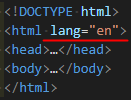 <!DOCTYPE html>
<html lang="en">
<head>…</head>
<body>…</body>
</html>